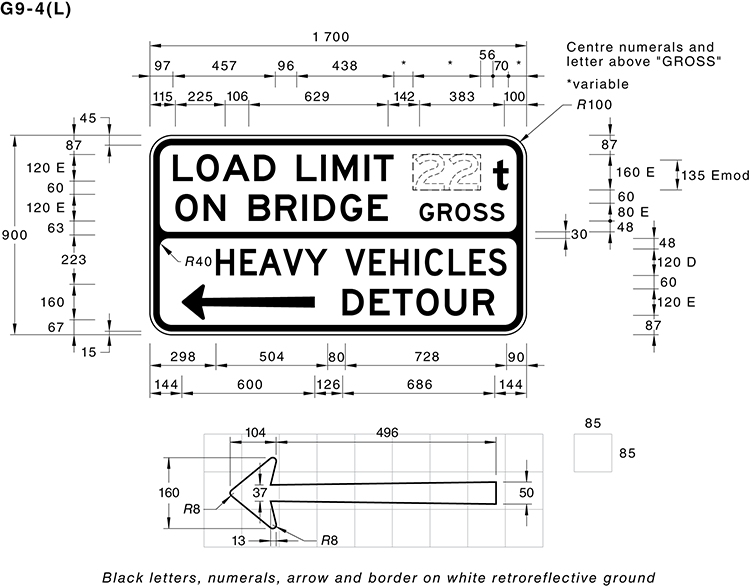 G9-4(L)
1 700
97 457 96 438 * * 56 70 *
115 225 106 629 142 383 100
Centre numerals and
letter above "GROSS"
*variable
R100
45
87
120 E
60
120 E
63
900
223
160
67
15
LOAD LIMIT 22 t
ON BRIDGE GROSS
R40 HEAVY VEHICLES
DETOUR
87
160 E
135 Emod
60
80 E
48
30
48
120 D
60
120 E
87
298 504 80 728 90
144 600 126 686 144
104 496
160
37
50
R8
13
R8
85
85
Black letters, numerals, arrow and border on white retroreflective ground